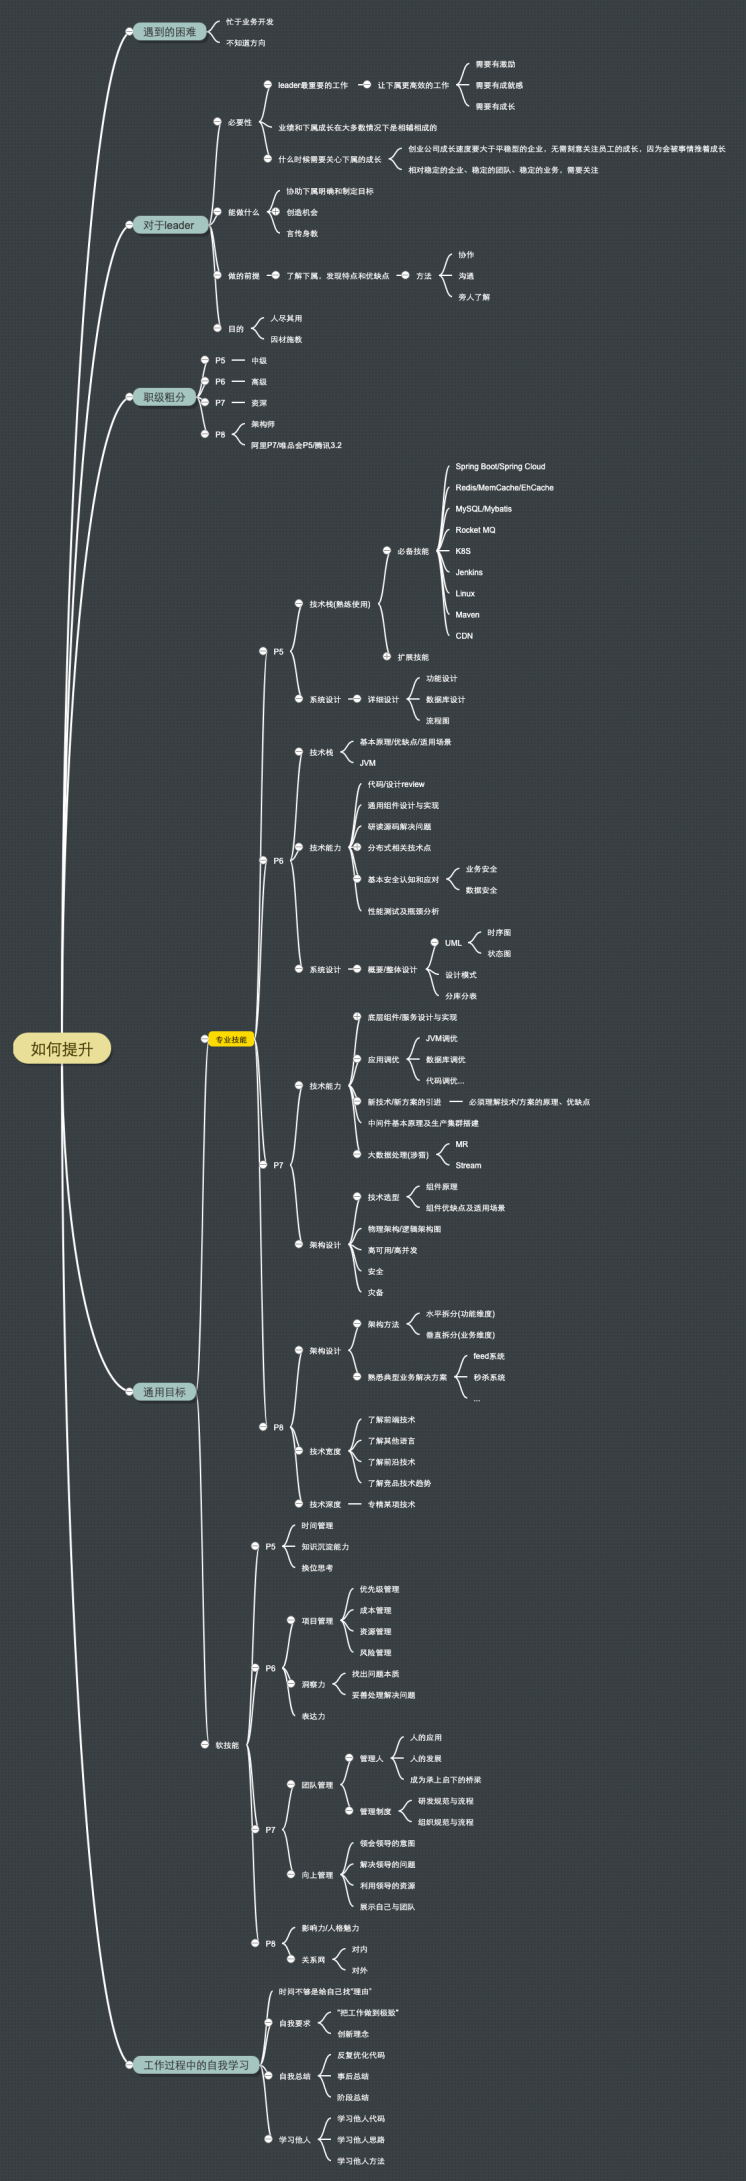 如何提升
遇到的困难
忙于业务开发
不知道方向
对于leader
必要性
leader最重要的工作
让下属更高效的工作
需要有激励
需要有成就感
需要有成长
业绩和下属成长在大多数情况下是相辅相成的
什么时候需要关心下属的成长
创业公司成长速度要大于平稳型的企业，无需刻意关注员工的成长，因为会被事情推着成长
相对稳定的企业、稳定的团队、稳定的业务，需要关注
能做什么
协助下属明确和制定目标
创造机会
言传身教
做的前提
了解下属，发现特点和优缺点
方法
协作
沟通
旁人了解
目的
人尽其用
因材施教
职级粗分
P5
中级
P6
高级
P7
资深
P8
架构师
阿里P7/唯品会P5/腾讯3.2
通用目标
专业技能
P5
技术栈(熟练使用)
必备技能
Spring Boot/Spring Cloud
Redis/MemCache/EhCache
MySQL/Mybatis
Rocket MQ
K8S
Jenkins
Linux
Maven
CDN
扩展技能
系统设计
详细设计
功能设计
数据库设计
流程图
P6
技术栈
基本原理/优缺点/适用场景
JVM
技术能力
代码/设计review
通用组件设计与实现
研读源码解决问题
分布式相关技术点
基本安全认知和应对
业务安全
数据安全
性能测试及瓶颈分析
系统设计
概要/整体设计
UML
时序图
状态图
设计模式
分库分表
P7
技术能力
底层组件/服务设计与实现
应用调优
JVM调优
数据库调优
代码调优...
新技术/新方案的引进
必须理解技术/方案的原理、优缺点
中间件基本原理及生产集群搭建
大数据处理(涉猎)
MR
Stream
架构设计
技术选型
组件原理
组件优缺点及适用场景
物理架构/逻辑架构图
高可用/高并发
安全
灾备
P8
架构设计
架构方法
水平拆分(功能维度)
垂直拆分(业务维度)
熟悉典型业务解决方案
feed系统
秒杀系统
...
技术宽度
了解前端技术
了解其他语言
了解前沿技术
了解竞品技术趋势
技术深度
专精某项技术
软技能
P5
时间管理
知识沉淀能力
换位思考
P6
项目管理
优先级管理
成本管理
资源管理
风险管理
洞察力
找出问题本质
妥善处理解决问题
表达力
P7
团队管理
管理人
人的应用
人的发展
成为承上启下的桥梁
管理制度
研发规范与流程
组织规范与流程
向上管理
领会领导的意图
解决领导的问题
利用领导的资源
展示自己与团队
P8
影响力/人格魅力
关系网
对内
对外
工作过程中的自我学习
时间不够是给自己找"理由"
自我要求
"把工作做到极致"
创新理念
自我总结
反复优化代码
事后总结
阶段总结
学习他人
学习他人代码
学习他人思路
学习他人方法